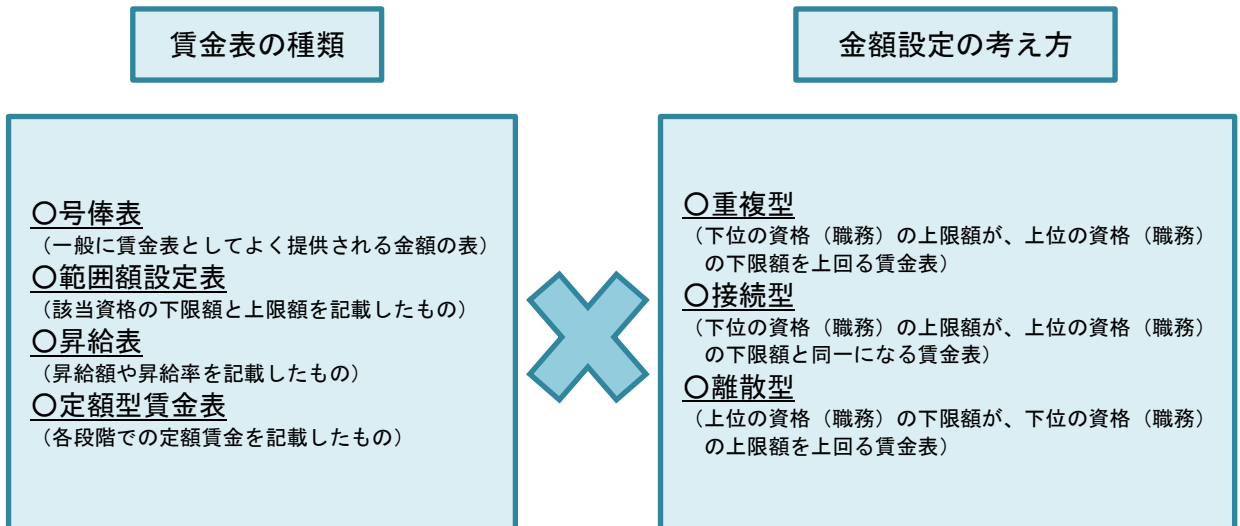 賃金表の種類
金額設定の考え方
〇号俸表
（一般に賃金表としてよく提供される金額の表）
〇範囲額設定表
（該当資格の下限額と上限額を記載したもの）
〇昇給表
（昇給額や昇給率を記載したもの）
〇定額型賃金表
（各段階での定額賃金を記載したもの）
〇重複型
（下位の資格（職務）の上限額が、上位の資格（職務）
の下限額を上回る賃金表）
〇接続型
（下位の資格（職務）の上限額が、上位の資格（職務）
の下限額と同一になる賃金表）
〇離散型
（上位の資格（職務）の下限額が、下位の資格（職務）
の上限額を上回る賃金表）